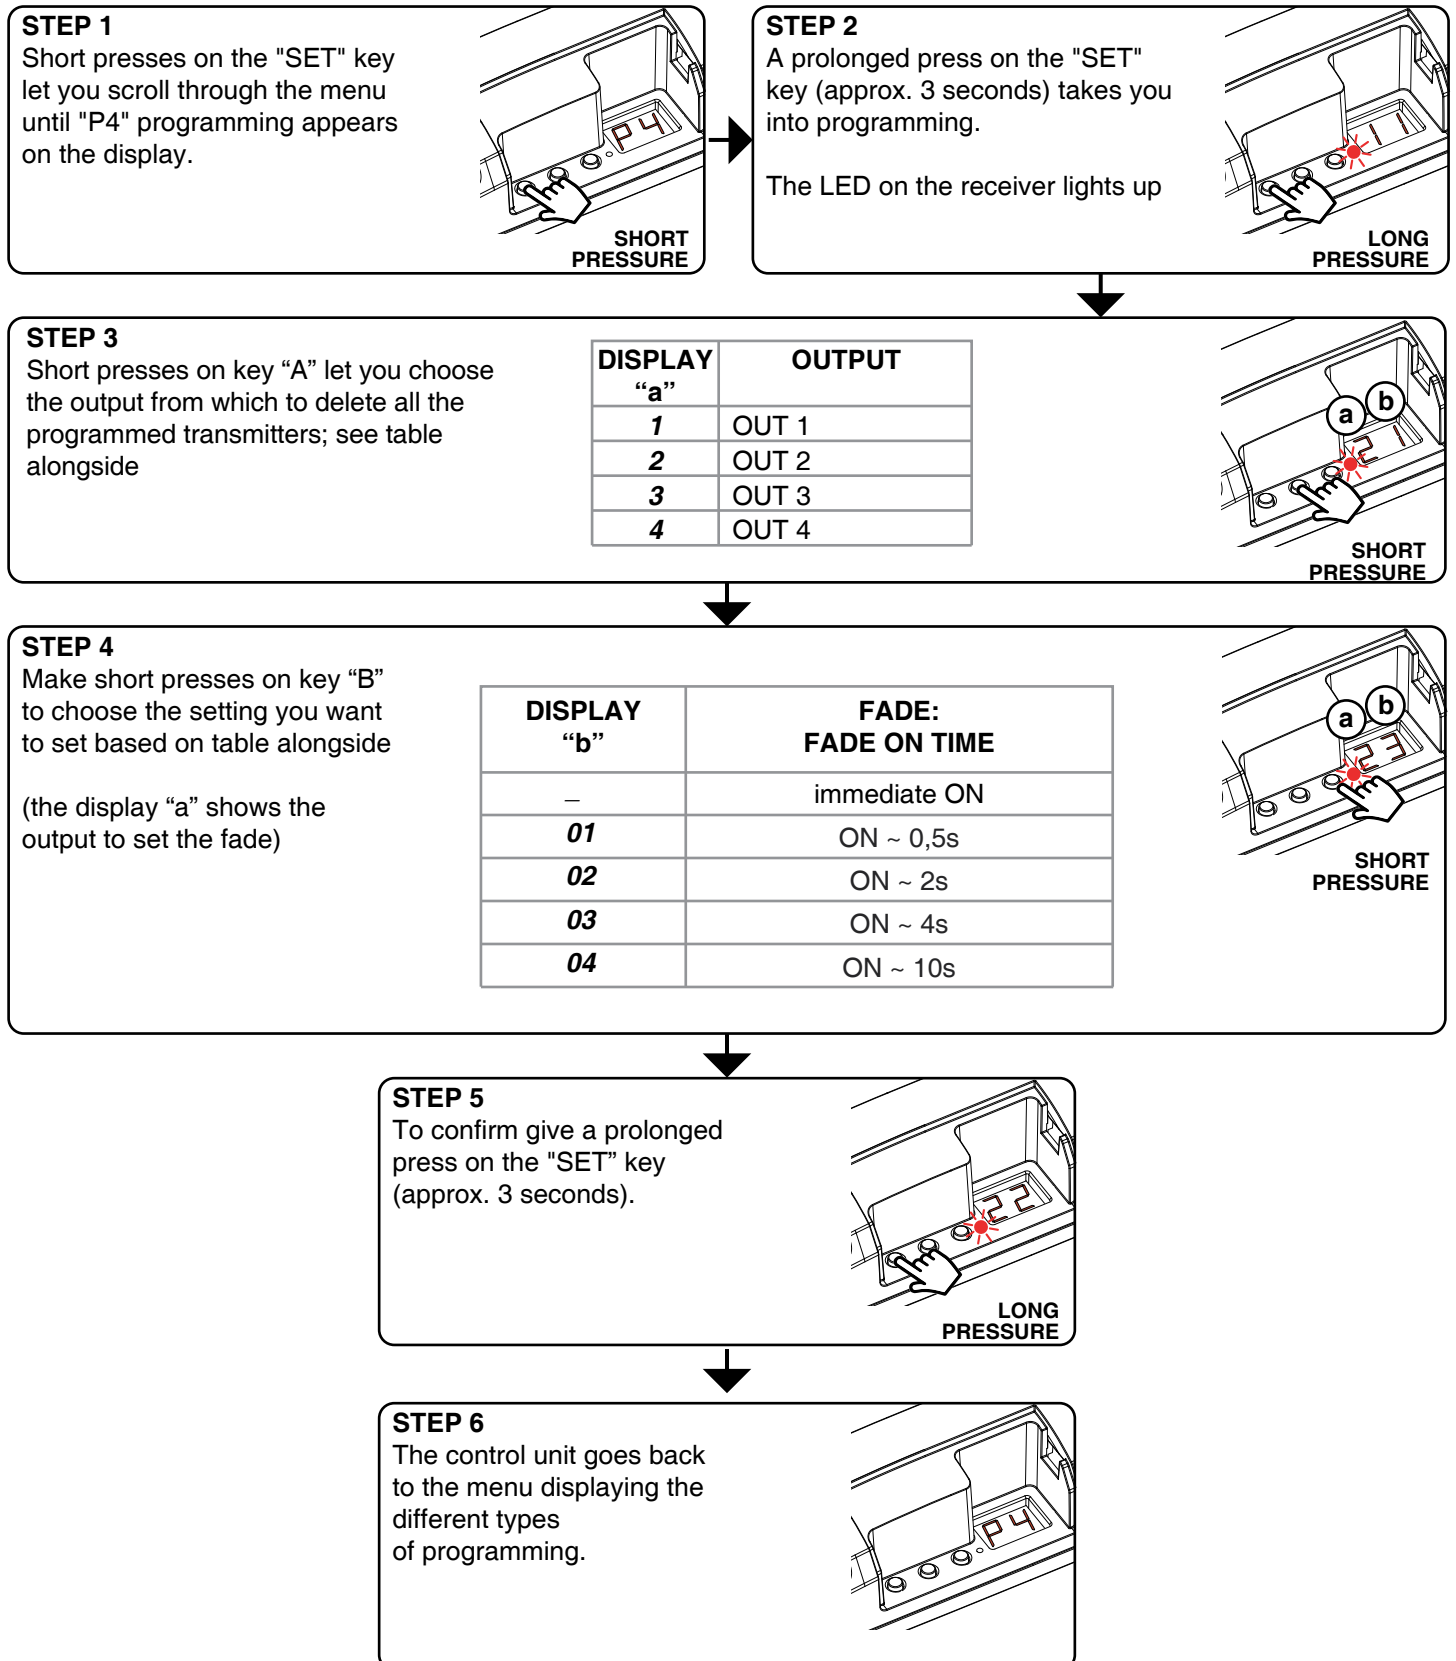 STEP 1
Short presses on the "SET" key
let you scroll through the menu
until "P4" programming appears
on the display.
P4
SHORT
PRESSURE
STEP 2
A prolonged press on the "SET"
key (approx. 3 seconds) takes you
into programming.
The LED on the receiver lights up
11
LONG
PRESSURE
STEP 3
Short presses on key “A” let you choose
the output from which to delete all the
programmed transmitters; see table
alongside
DISPLAY OUTPUT
“a”
1 OUT 1
2 OUT 2
3 OUT 3
4 OUT 4
a b
2 1
SHORT
PRESSURE
STEP 4
Make short presses on key “B”
to choose the setting you want
to set based on table alongside
(the display “a” shows the
output to set the fade)
DISPLAY FADE:
“b” FADE ON TIME
_ immediate ON
01 ON ~ 0,5s
02 ON ~ 2s
03 ON ~ 4s
04 ON ~ 10s
a b
23
SHORT
PRESSURE
STEP 5
To confirm give a prolonged
press on the "SET” key
(approx. 3 seconds).
22
LONG
PRESSURE
STEP 6
The control unit goes back
to the menu displaying the
different types
of programming.
P4